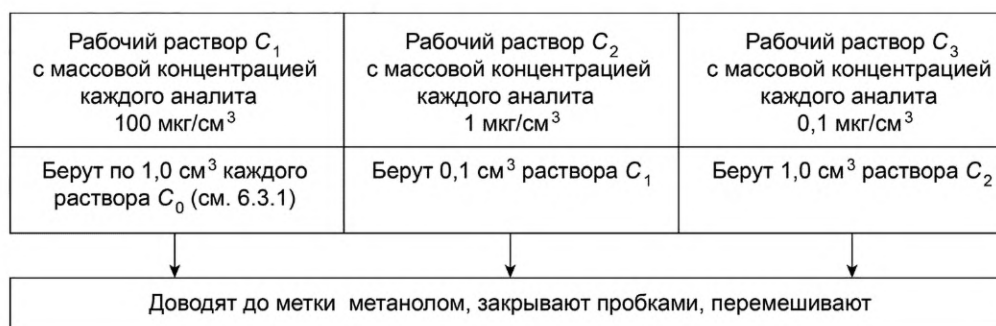 Рабочий раствор C1
с массовой концентрацией
каждого аналита
100 мкг/см3
Рабочий раствор C2
с массовой концентрацией
каждого аналита
1 мкг/см3
Рабочий раствор C3
с массовой концентрацией
каждого аналита
0,1 мкг/см3
Берут по 1,0 см3 каждого
раствора C0 (см. 6.3.1)
Берут 0,1 см3 раствора C1
Берут 1,0 см3 раствора C2
Доводят до метки метанолом, закрывают пробками, перемешивают